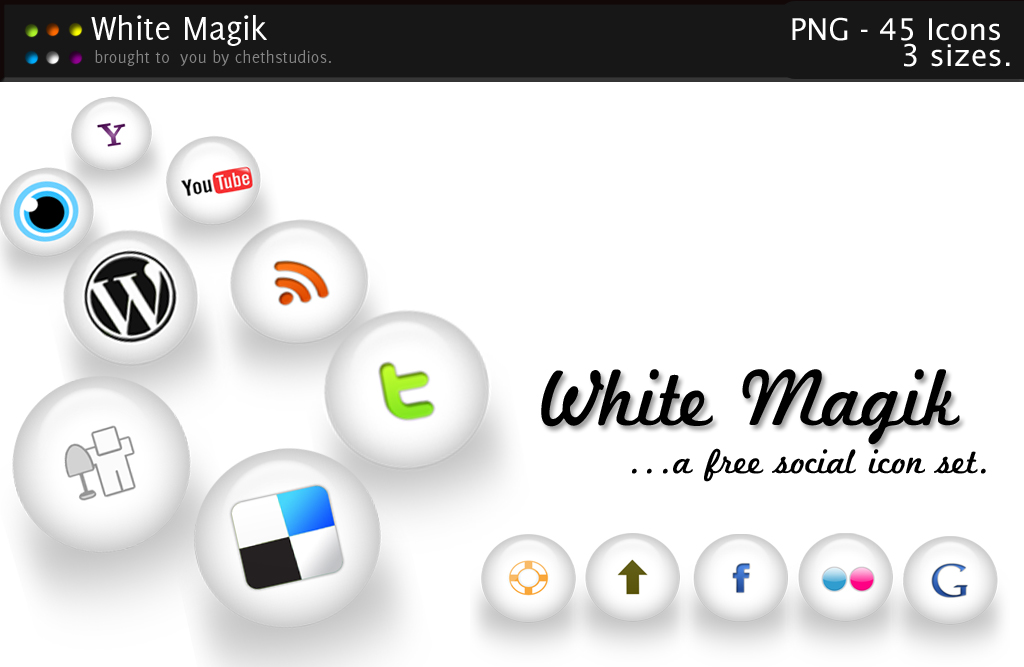 White Magik
brought to you by chethstudios.
PNG - 45 Icons
3 sizes.
Y
YouTube
W
t
White Magik
...a free social icon set.
f
G